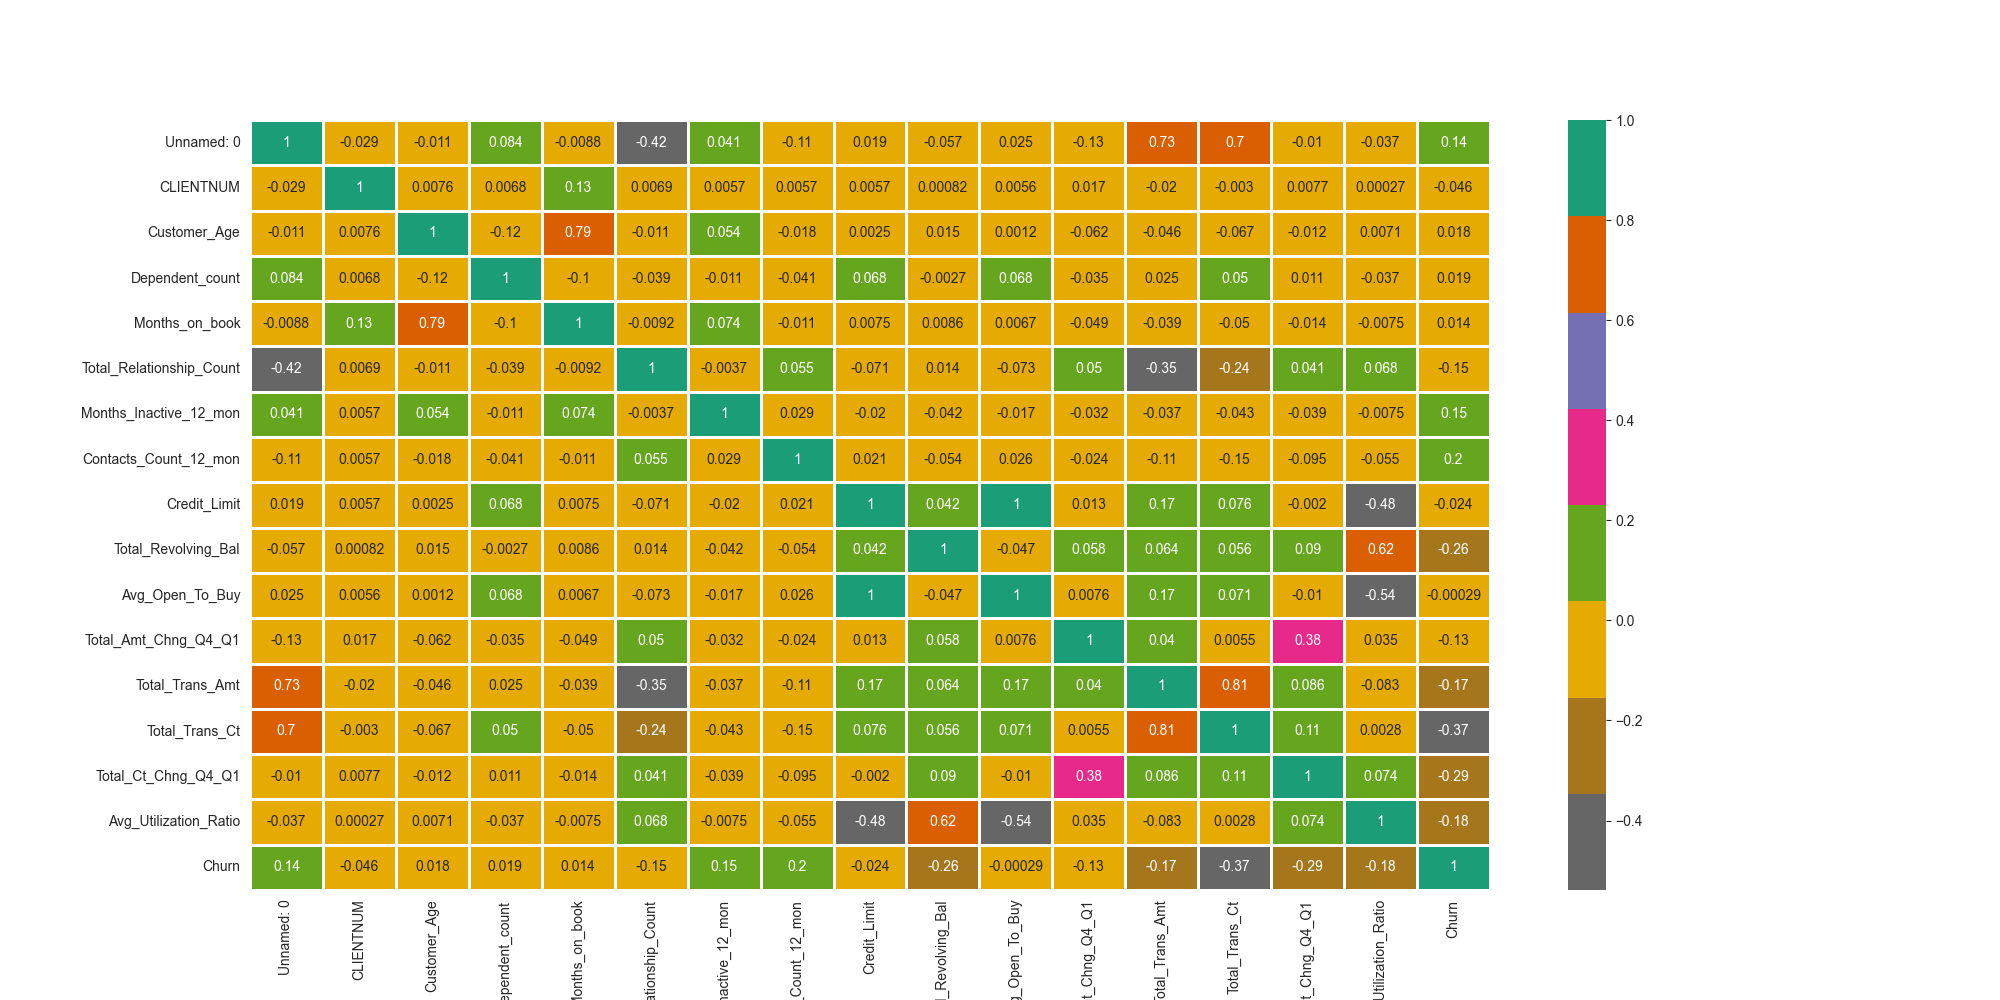 Unnamed: 0 1 -0.029 -0.011 0.084 -0.0088 -0.42 0.041 -0.11 0.019 -0.057 0.025 -0.13 0.73 0.7 -0.01 -0.037 0.14
CLIENTNUM -0.029 1 0.0076 0.0068 0.13 0.0069 0.0057 0.0057 0.0057 0.00082 0.0056 0.017 -0.02 -0.003 0.0077 0.00027 -0.046
Customer_Age -0.011 0.0076 1 -0.12 0.79 -0.011 0.054 -0.018 0.0025 0.015 0.0012 -0.062 -0.046 -0.067 -0.012 0.0071 0.018
Dependent_count 0.084 0.0068 -0.12 1 -0.1 -0.039 -0.011 -0.041 0.068 -0.0027 0.068 -0.035 0.025 0.05 0.011 -0.037 0.019
Months_on_book -0.0088 0.13 0.79 -0.1 1 -0.0092 0.074 -0.011 0.0075 0.0086 0.0067 -0.049 -0.039 -0.05 -0.014 -0.0075 0.014
Total_Relationship_Count -0.42 0.0069 -0.011 -0.039 -0.0092 1 -0.0037 0.055 -0.071 0.014 -0.073 0.05 -0.35 -0.24 0.041 0.068 -0.15
Months_Inactive_12_mon 0.041 0.0057 0.054 -0.011 0.074 -0.0037 1 0.029 -0.02 -0.042 -0.017 -0.032 -0.037 -0.043 -0.039 -0.0075 0.15
Contacts_Count_12_mon -0.11 0.0057 -0.018 -0.041 -0.011 0.055 0.029 1 0.021 -0.054 0.026 -0.024 -0.11 -0.15 -0.095 -0.055 0.2
Credit_Limit 0.019 0.0057 0.0025 0.068 0.0075 -0.071 -0.02 0.021 1 0.042 1 0.013 0.17 0.076 -0.002 -0.48 -0.024
Total_Revolving_Bal -0.057 0.00082 0.015 -0.0027 0.0086 0.014 -0.042 -0.054 0.042 1 -0.047 0.058 0.064 0.056 0.09 0.62 -0.26
Avg_Open_To_Buy 0.025 0.0056 0.0012 0.068 0.0067 -0.073 -0.017 0.026 1 -0.047 1 0.0076 0.17 0.071 -0.01 -0.54 -0.00029
Total_Amt_Chng_Q4_Q1 -0.13 0.017 -0.062 -0.035 -0.049 0.05 -0.032 -0.024 0.013 0.058 0.0076 1 0.04 0.0055 0.38 0.035 -0.13
Total_Trans_Amt 0.73 -0.02 -0.046 0.025 -0.039 -0.35 -0.037 -0.11 0.17 0.064 0.17 0.04 1 0.81 0.086 -0.083 -0.17
Total_Trans_Ct 0.7 -0.003 -0.067 0.05 -0.05 -0.24 -0.043 -0.15 0.076 0.056 0.071 0.0055 0.81 1 0.11 0.0028 -0.37
Total_Ct_Chng_Q4_Q1 -0.01 0.0077 -0.012 0.011 -0.014 0.041 -0.039 -0.095 -0.002 0.09 -0.01 0.38 0.086 0.11 1 0.074 -0.29
Avg_Utilization_Ratio -0.037 0.00027 0.0071 -0.037 -0.0075 0.068 -0.0075 -0.055 -0.48 0.62 -0.54 0.035 -0.083 0.0028 0.074 1 -0.18
Churn 0.14 -0.046 0.018 0.019 0.014 -0.15 0.15 0.2 -0.024 -0.26 -0.00029 -0.13 -0.17 -0.37 -0.29 -0.18 1
Unnamed: 0
CLIENTNUM
Customer_Age
ependent_count
Months_on_book
ationship_Count
nactive_12_mon
_Count_12_mon
Credit_Limit
l_Revolving_Bal
g_Open_To_Buy
t_Chng_Q4_Q1
Total_Trans_Amt
Total_Trans_Ct
t_Chng_Q4_Q1
Utilization_Ratio
Churn
1.0
0.8
0.6
0.4
0.2
0.0
−0.2
−0.4